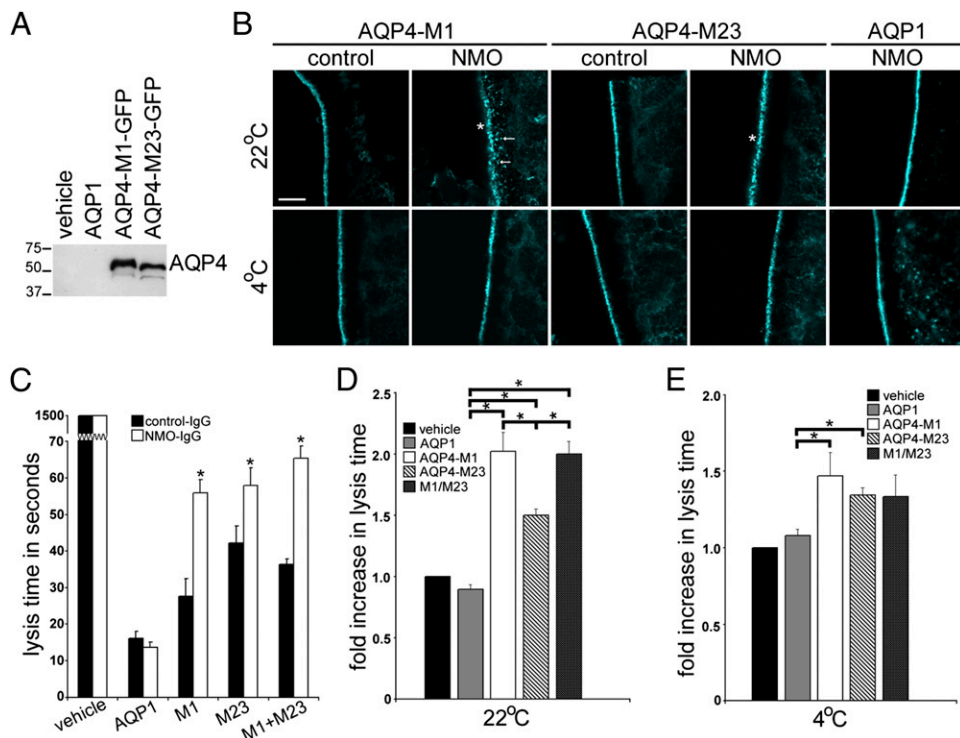 A
vehicle
AQP1
AQP4-M1-GFP
AQP4-M23-GFP
75
50
37
AQP4
B
AQP4-M1 AQP4-M23 AQP1
control NMO control NMO NMO
22°C
*
*
4°C
C
lysis time in seconds
1500
70
60
50
40
30
20
10
0
control-IgG
NMO-IgG
*
*
*
vehicle
AQP1
M1
M23
M1+M23
D
fold increase in lysis time
2.5
2.0
1.5
1.0
0.5
0
vehicle
AQP1
AQP4-M1
AQP4-M23
M1/M23
*
*
*
*
*
22°C
E
fold increase in lysis time
2.0
1.5
1.0
0.5
0
vehicle
AQP1
AQP4-M1
AQP4-M23
M1/M23
*
*
4°C